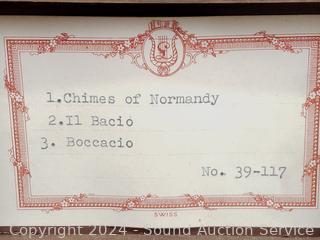 1.Chimes of Normandy
2.Il Bacio
3. Boccacio
No. 39-117
SWISS
Copyright 2024 - Sound Auction Service